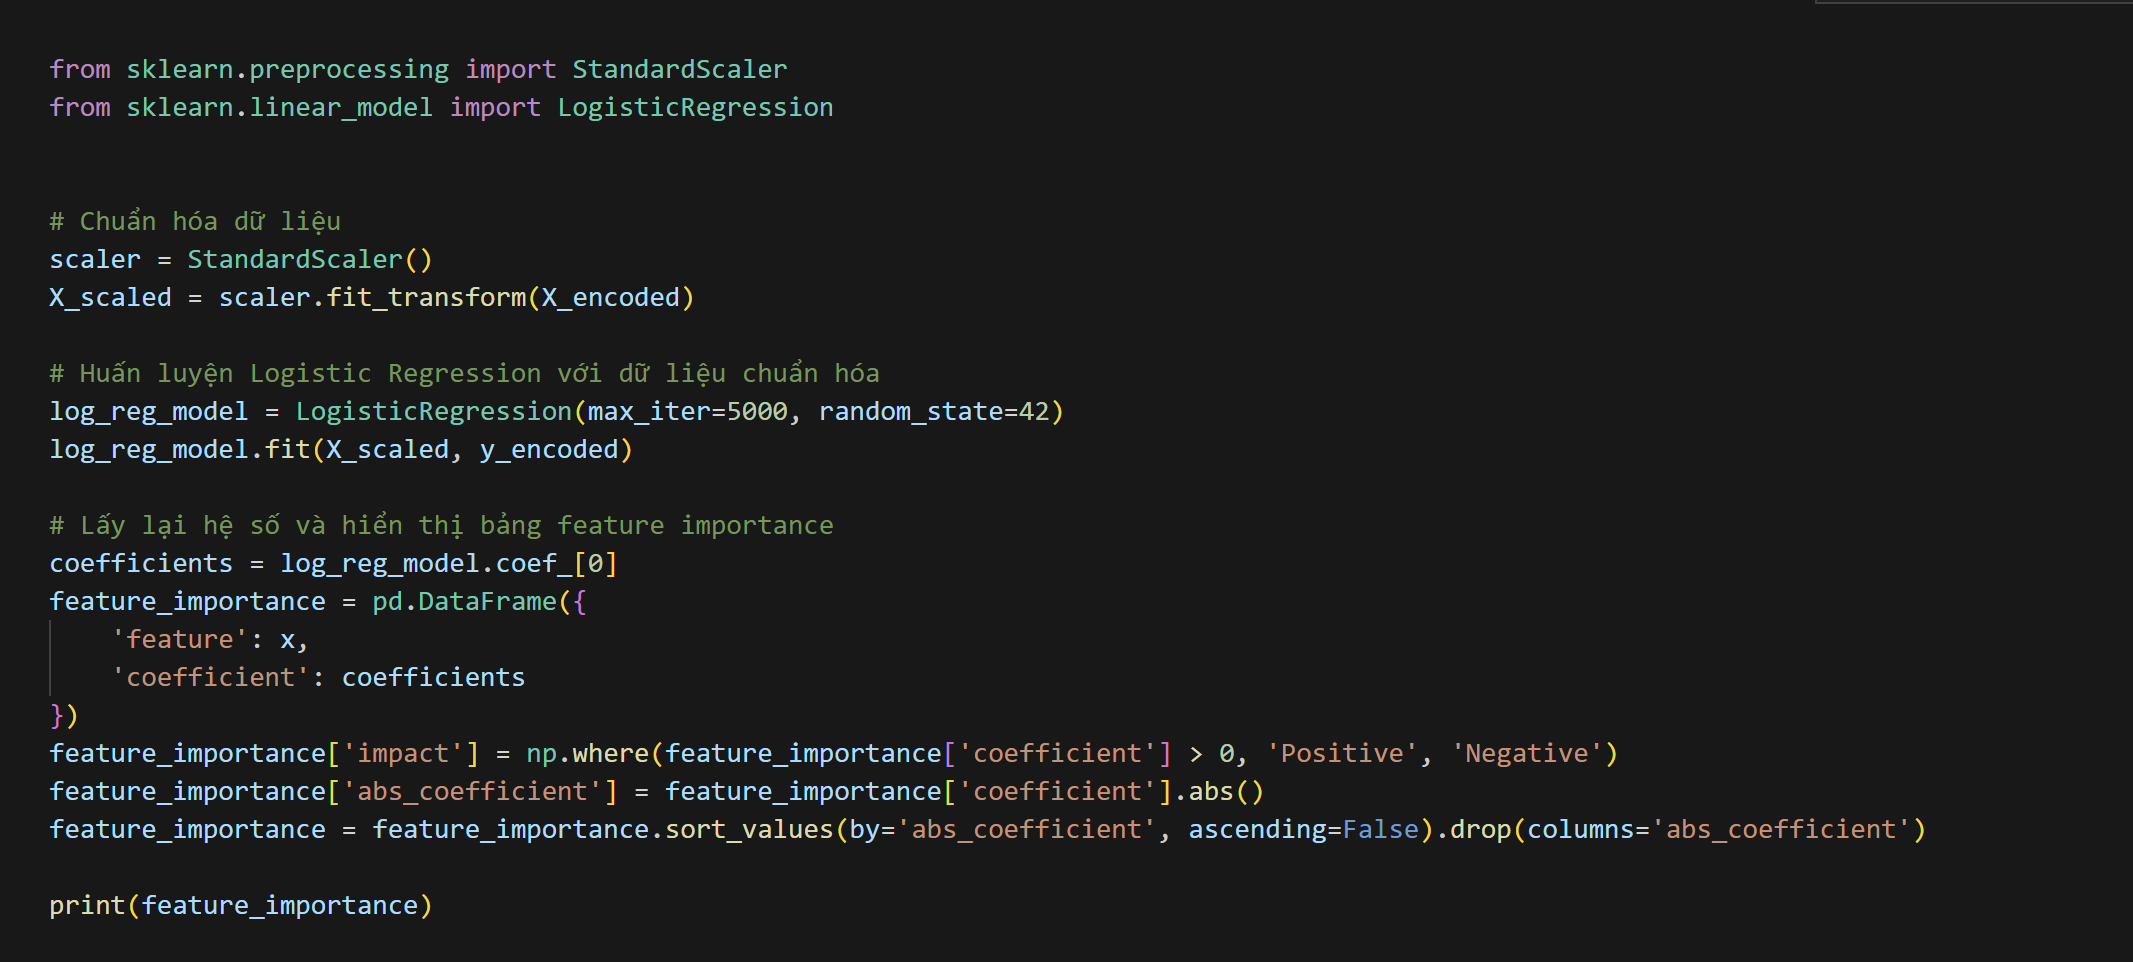 from sklearn.preprocessing import StandardScaler
from sklearn.linear_model import LogisticRegression
# Chuẩn hóa dữ liệu
scaler = StandardScaler()
X_scaled = scaler.fit_transform(X_encoded)
# Huấn luyện Logistic Regression với dữ liệu chuẩn hóa
log_reg_model = LogisticRegression(max_iter=5000, random_state=42)
log_reg_model.fit(X_scaled, y_encoded)
# Lấy lại hệ số và hiển thị bảng feature importance
coefficients = log_reg_model.coef_[0]
feature_importance = pd.DataFrame({
    'feature': x,
    'coefficient': coefficients
})
feature_importance['impact'] = np.where(feature_importance['coefficient'] > 0, 'Positive', 'Negative')
feature_importance['abs_coefficient'] = feature_importance['coefficient'].abs()
feature_importance = feature_importance.sort_values(by='abs_coefficient', ascending=False).drop(columns='abs_coefficient')
print(feature_importance)